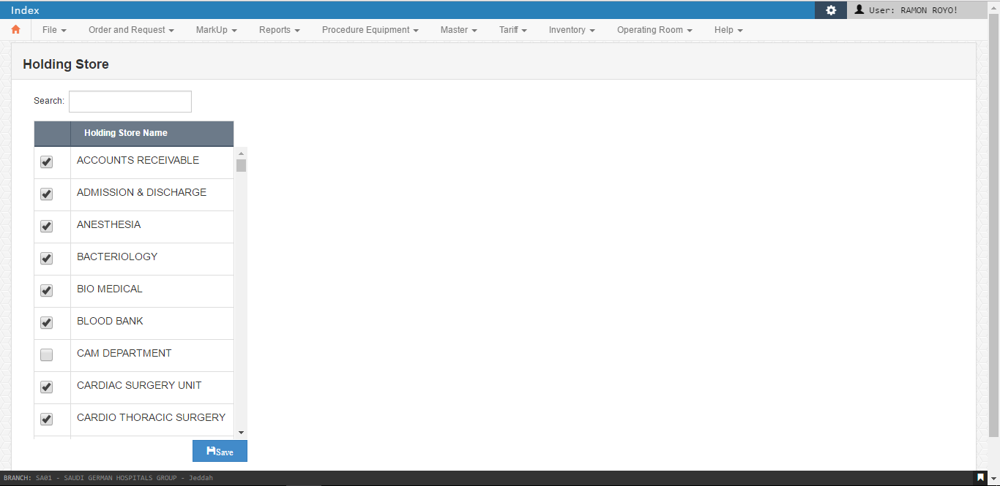 Index
User: RAMON ROYO!
File Order and Request MarkUp Reports Procedure Equipment Master Tariff Inventory Operating Room Help
Holding Store
Search:
Holding Store Name
ACCOUNTS RECEIVABLE
ADMISSION & DISCHARGE
ANESTHESIA
BACTERIOLOGY
BIO MEDICAL
BLOOD BANK
CAM DEPARTMENT
CARDIAC SURGERY UNIT
CARDIO THORACIC SURGERY
Save
BRANCH: SA01 - SAUDI GERMAN HOSPITALS GROUP - Jeddah